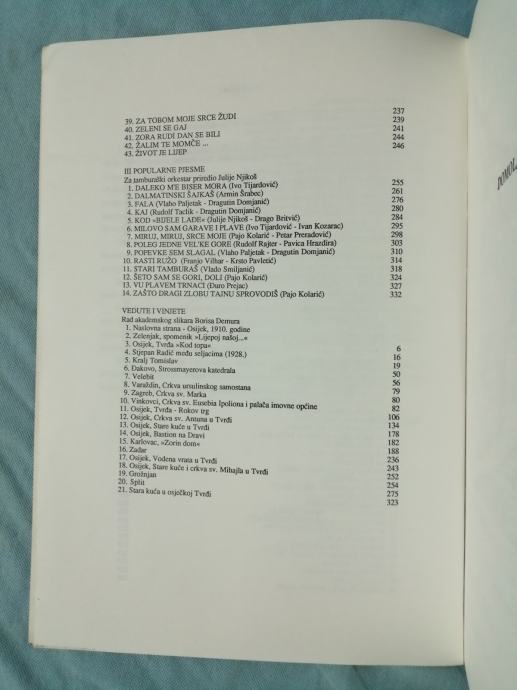 39. ZA TOBOM MOJE SRCE ŽUDI 237
40. ZELENI SE GAJ 239
41. ZORA RUDI DAN SE BILI 241
42. ŽALIM TE MOMČE ... 244
43. ŽIVOT JE LIJEP 246
III POPULARNE PJESME
Za tamburaški orkestar priredio Julije Njikoš
1. DALEKO M'E BISER MORA (Ivo Tijardović) 255
2. DALMATINSKI ŠAJKAŠ (Armin Šrabec) 261
3. FALA (Vlaho Paljetak - Dragutin Domjanić) 276
4. KAJ (Rudolf Taclik - Dragutin Domjanić) 280
5. KOD »BIJELE LAĐE« (Julije Njikoš - Drago Britvić) 284
6. MILOVO SAM GARAVE I PLAVE (Ivo Tijardović - Ivan Kozarac) 295
7. MIRUJ, MIRUJ, SRCE MOJE (Pajo Kolarić - Petar Preradović) 298
8. POLEG JEDNE VEL'KE GORE (Rudolf Rajter - Pavica Hrazdira) 303
9. POPEVKE SEM SLAGAL (Vlaho Paljetak - Dragutin Domjanić) 310
10. RASTI RUŽO (Franjo Vilhar - Krsto Pavletić) 314
11. STARI TAMBURAŠ (Vlado Smiljanić) 318
12. ŠETO SAM SE GORI, DOLI (Pajo Kolarić) 324
13. VU PLAVEM TRNACI (Đuro Prejac) 327
14. ZAŠTO DRAGI ZLOBU TAJNU SPROVODIŠ (Pajo Kolarić) 332
VEDUTE I VINJETE
Rad akademskog slikara Borisa Demura
1. Naslovna strana - Osijek, 1910. godine
2. Zelenjak, spomenik »Lijepoj našoj...«
3. Osijek, Tvrđa »Kod topa« 6
4. Stjepan Radić među seljacima (1928.) 16
5. Kralj Tomislav 19
6. Đakovo, Strossmayerova katedrala 50
7. Velebit 56
8. Varaždin, Crkva ursulinskog samostana 79
9. Zagreb, Crkva sv. Marka 80
10. Vinkovci, Crkva sv. Eusebia Ipoliona i palača imovne općine 82
11. Osijek, Tvrđa - Rokov trg 106
12. Osijek, Crkva sv. Antuna u Tvrđi 134
13. Osijek, Stare kuće u Tvrđi 178
14. Osijek, Bastion na Dravi 182
15. Karlovac, »Zorin dom« 188
16. Zadar 236
17. Osijek, Vodena vrata u Tvrđi 243
18. Osijek, Stare kuće i crkva sv. Mihajla u Tvrđi 252
19. Grožnjan 254
20. Split 275
21. Stara kuća u osječkoj Tvrđi 323